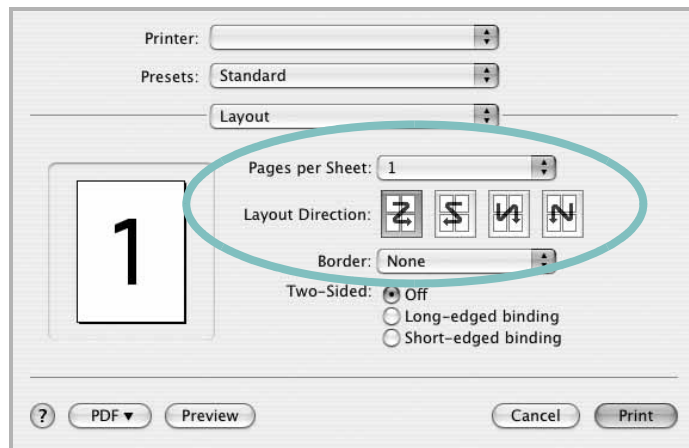 Printer:
Presets: Standard
Layout
Pages per Sheet: 1
Layout Direction:
Border: None
Two-Sided: Off
Long-edged binding
Short-edged binding
1
? PDF▼ Preview Cancel Print